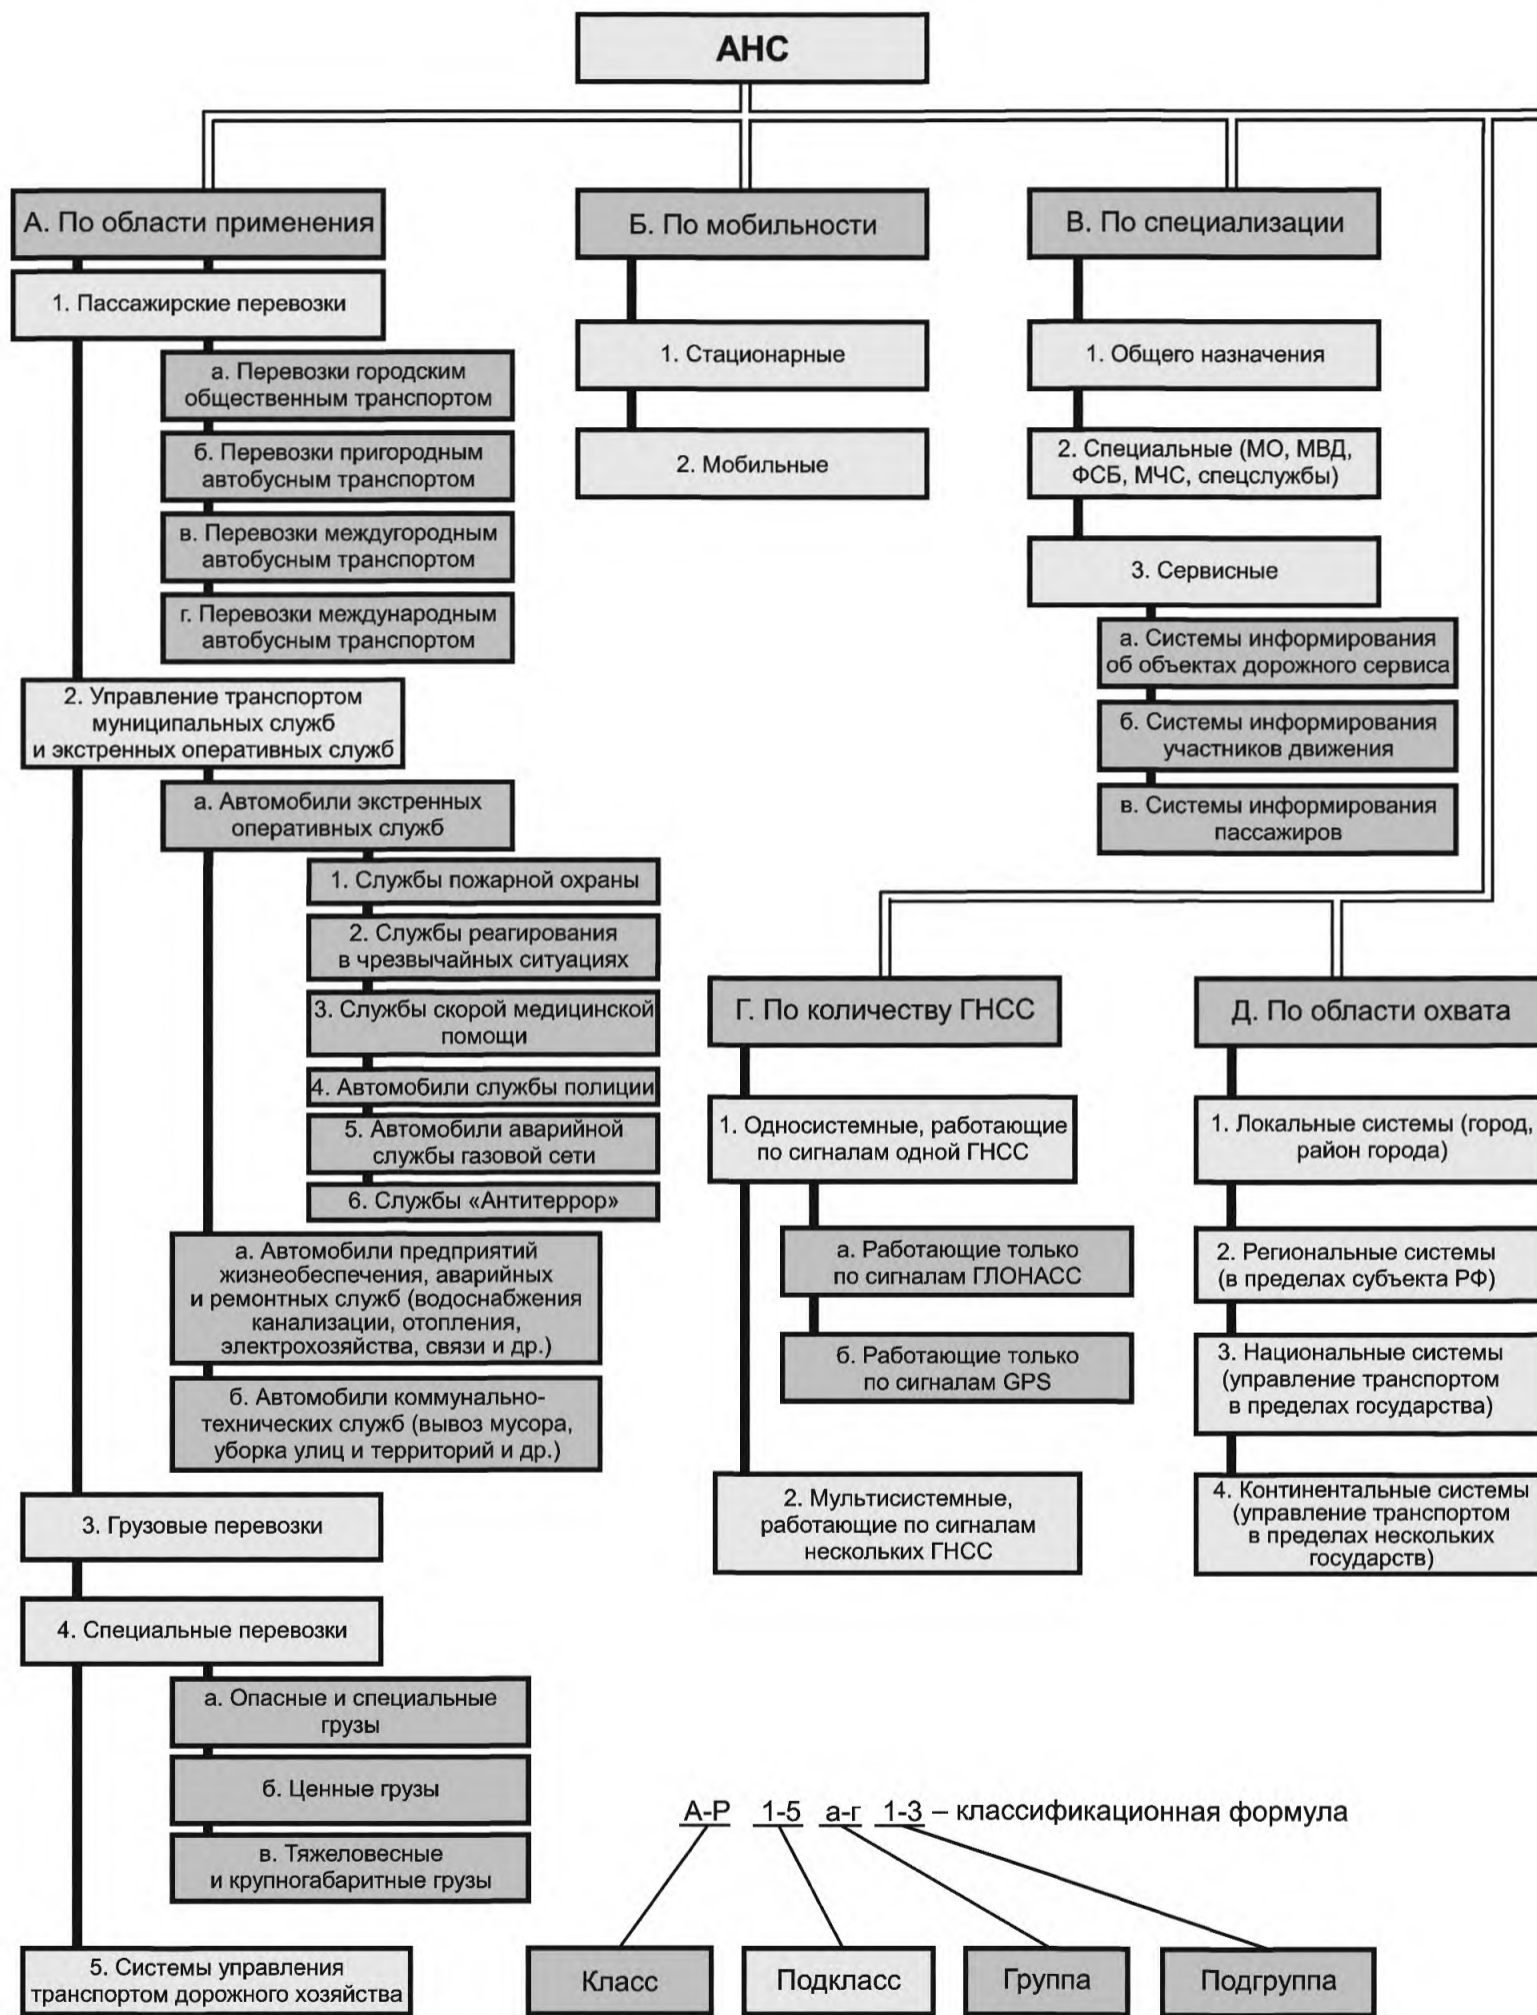 АНС
А. По области применения
1. Пассажирские перевозки
а. Перевозки городским
общественным транспортом
б. Перевозки пригородным
автобусным транспортом
в. Перевозки междугородным
автобусным транспортом
г. Перевозки международным
автобусным транспортом
2. Управление транспортом
муниципальных служб
и экстренных оперативных служб
а. Автомобили экстренных
оперативных служб
1. Службы пожарной охраны
2. Службы реагирования
в чрезвычайных ситуациях
3. Службы скорой медицинской
помощи
4. Автомобили службы полиции
5. Автомобили аварийной
службы газовой сети
6. Службы «Антитеррор»
а. Автомобили предприятий
жизнеобеспечения, аварийных
и ремонтных служб (водоснабжения
канализации, отопления,
электрохозяйства, связи и др.)
б. Автомобили коммунально-
технических служб (вывоз мусора,
уборка улиц и территорий и др.)
3. Грузовые перевозки
4. Специальные перевозки
а. Опасные и специальные
грузы
б. Ценные грузы
в. Тяжеловесные
и крупногабаритные грузы
5. Системы управления
транспортом дорожного хозяйства
Б. По мобильности
1. Стационарные
2. Мобильные
В. По специализации
1. Общего назначения
2. Специальные (МО, МВД,
ФСБ, МЧС, спецслужбы)
3. Сервисные
а. Системы информирования
об объектах дорожного сервиса
б. Системы информирования
участников движения
в. Системы информирования
пассажиров
Г. По количеству ГНСС
1. Односистемные, работающие
по сигналам одной ГНСС
а. Работающие только
по сигналам ГЛОНАСС
б. Работающие только
по сигналам GPS
2. Мультисистемные,
работающие по сигналам
нескольких ГНСС
Д. По области охвата
1. Локальные системы (город,
район города)
2. Региональные системы
(в пределах субъекта РФ)
3. Национальные системы
(управление транспортом
в пределах государства)
4. Континентальные системы
(управление транспортом
в пределах нескольких
государств)
А-Р 1-5 а-г 1-3 – классификационная формула
Класс
Подкласс
Группа
Подгруппа